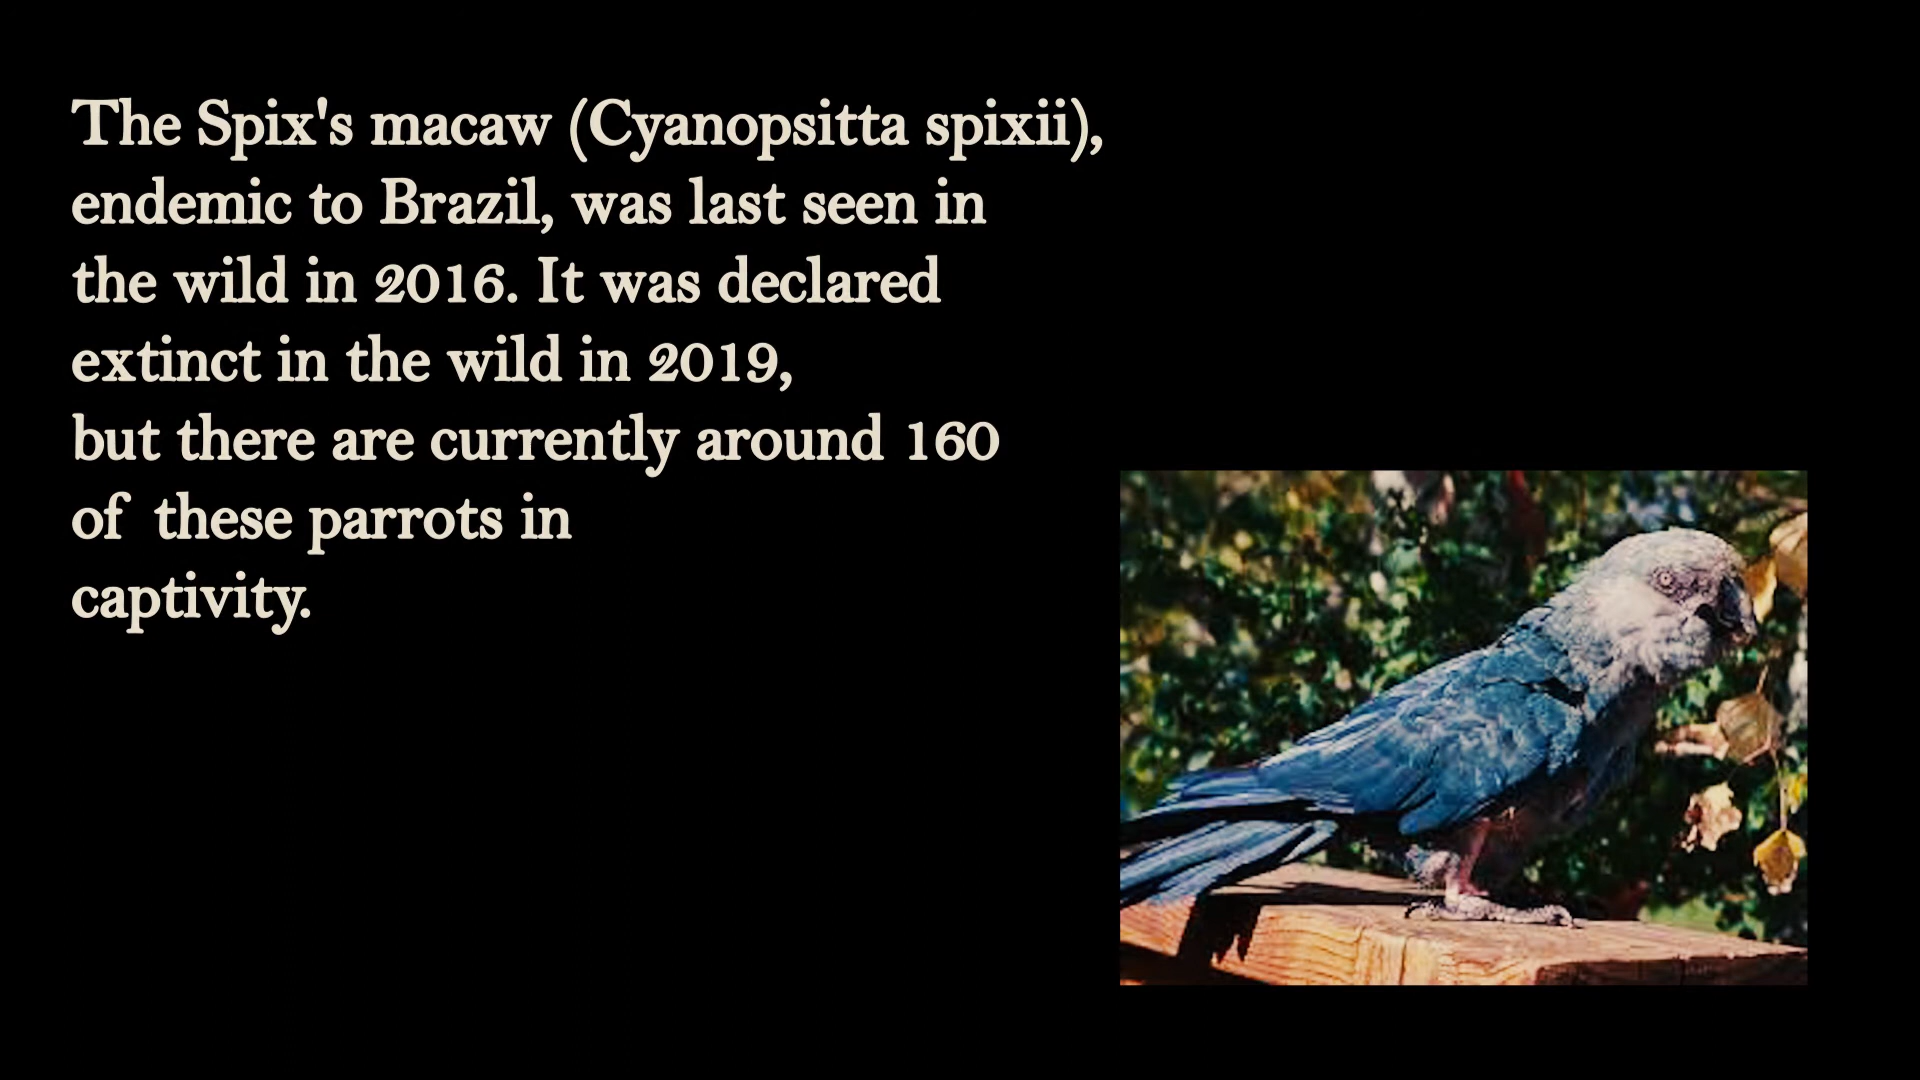 The Spix's macaw (Cyanopsitta spixii),
endemic to Brazil, was last seen in
the wild in 2016. It was declared
extinct in the wild in 2019,
but there are currently around 160
of these parrots in
captivity.